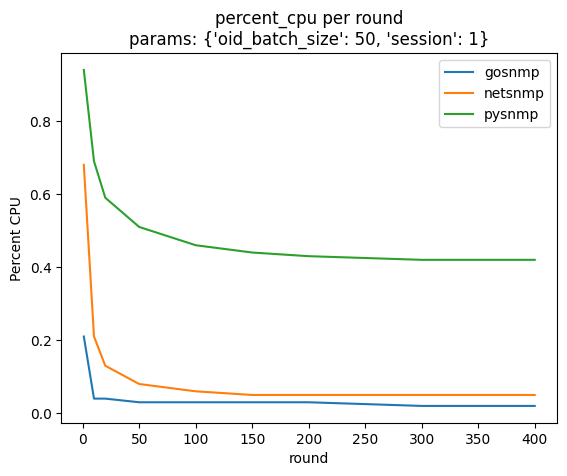 percent_cpu per round
params: {'oid_batch_size': 50, 'session': 1}
gosnmp
netsnmp
pysnmp
Percent CPU
0.8
0.6
0.4
0.2
0.0
0 50 100 150 200 250 300 350 400
round